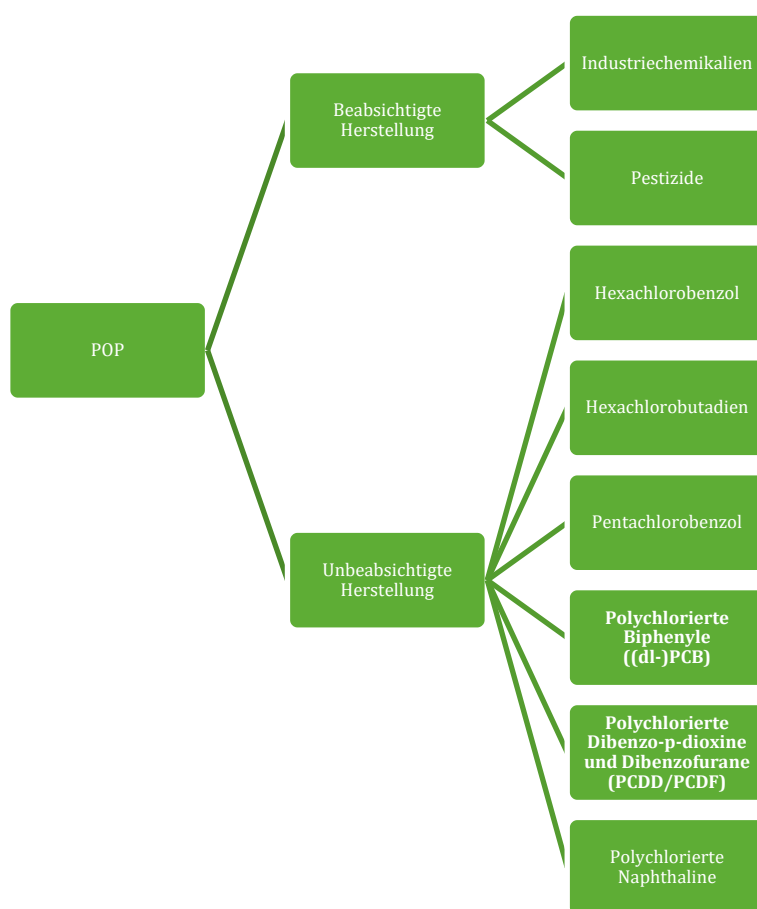 POP
Beabsichtigte
Herstellung
Industriechemikalien
Pestizide
Unbeabsichtigte
Herstellung
Hexachlorobenzol
Hexachlorobutadien
Pentachlorobenzol
Polychlorierte
Biphenyle
((dl-)PCB)
Polychlorierte
Dibenzo-p-dioxine
und Dibenzofurane
(PCDD/PCDF)
Polychlorierte
Naphthaline